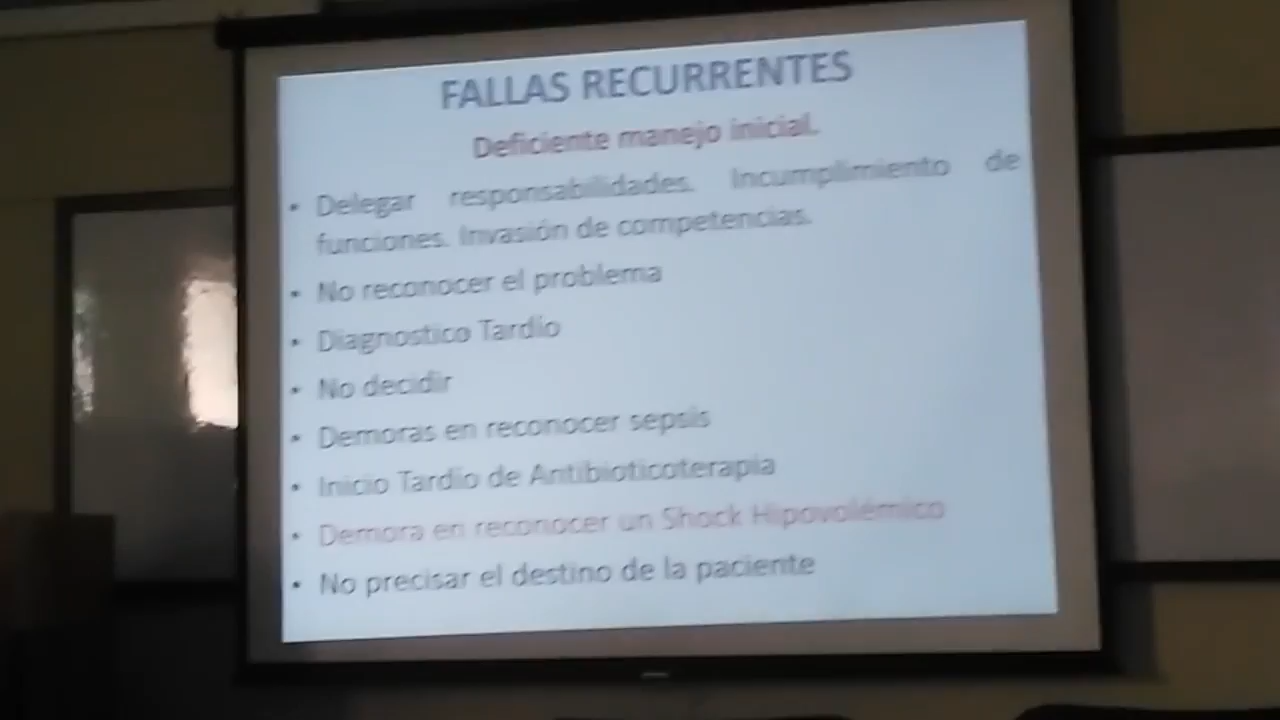 FALLAS RECURRENTES
Deficiente manejo inicial.
• Delegar responsabilidades. Incumplimiento de
funciones. Invasión de competencias.
• No reconocer el problema
• Diagnostico Tardío
• No decidir
• Demoras en reconocer sepsis
• Inicio Tardío de Antibioticoterapia
• Demora en reconocer un Shock Hipovolémico
• No precisar el destino de la paciente